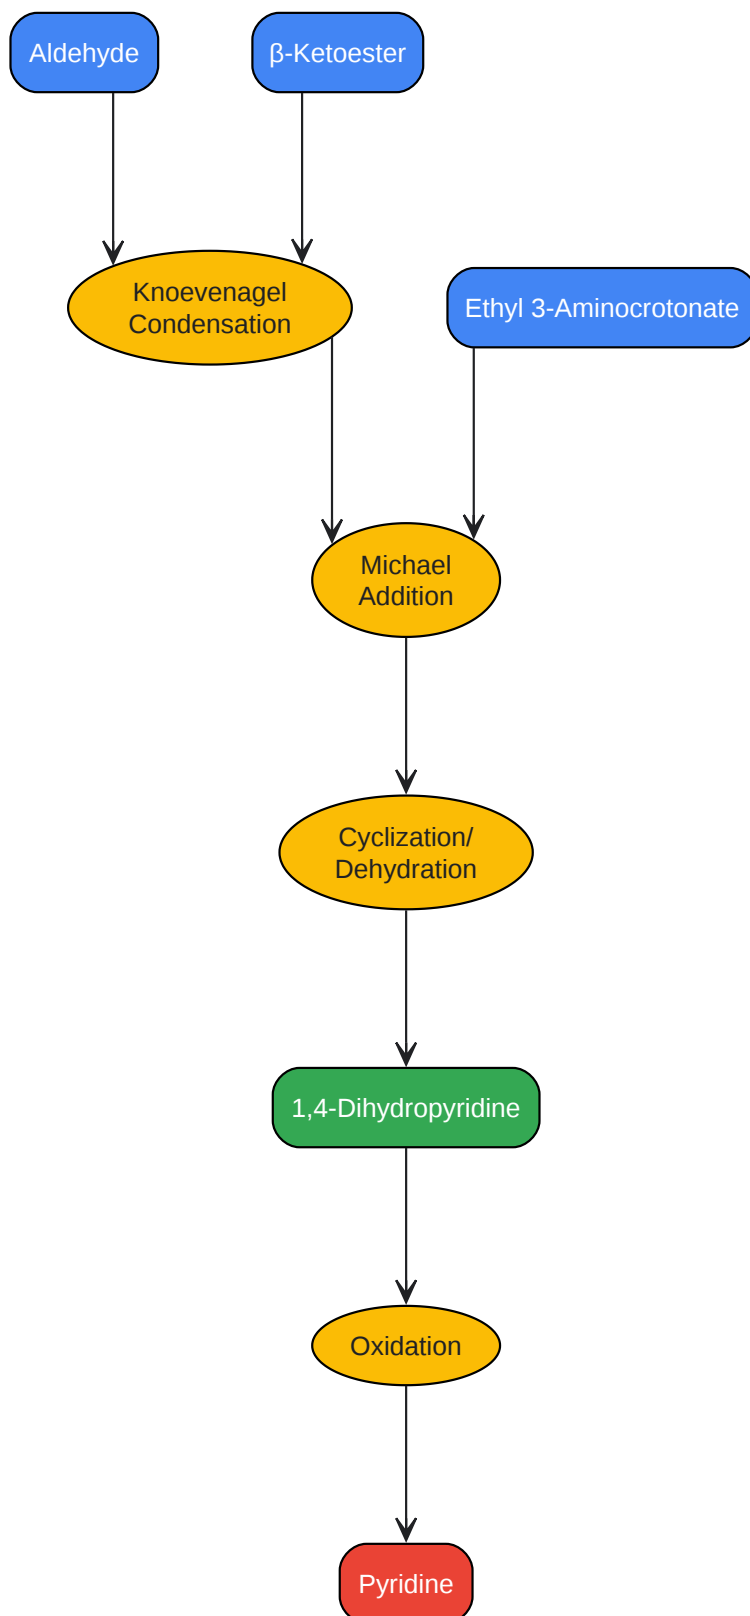 Aldehyde
β-Ketoester
Knoevenagel
Condensation
Ethyl 3-Aminocrotonate
Michael
Addition
Cyclization/
Dehydration
1,4-Dihydropyridine
Oxidation
Pyridine